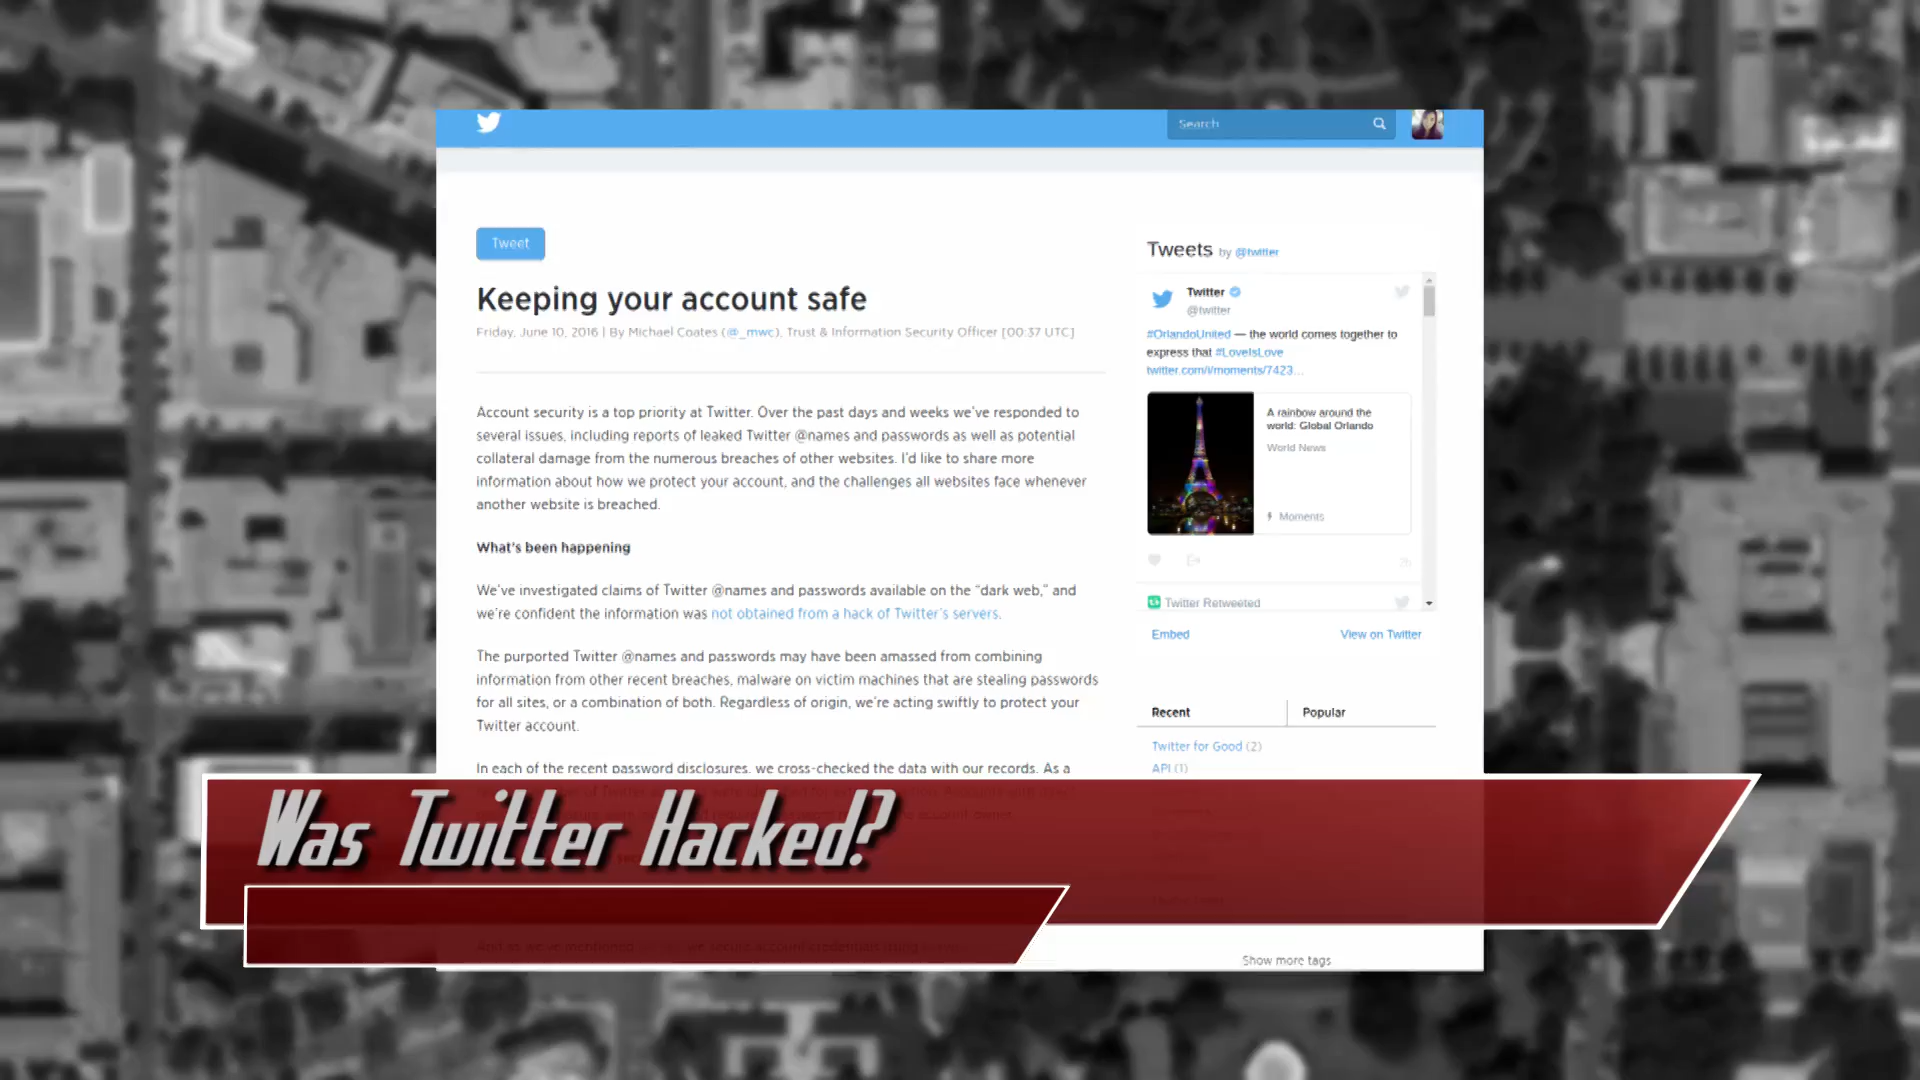 Search
Tweet
Keeping your account safe
Friday, June 10, 2016 | By Michael Coates (@_mwc), Trust & Information Security Officer [00:37 UTC]
Account security is a top priority at Twitter. Over the past days and weeks we've responded to
several issues, including reports of leaked Twitter @names and passwords as well as potential
collateral damage from the numerous breaches of other websites. I'd like to share more
information about how we protect your account, and the challenges all websites face whenever
another website is breached.
What's been happening
We've investigated claims of Twitter @names and passwords available on the "dark web," and
we're confident the information was not obtained from a hack of Twitter's servers.
The purported Twitter @names and passwords may have been amassed from combining
information from other recent breaches, malware on victim machines that are stealing passwords
for all sites, or a combination of both. Regardless of origin, we're acting swiftly to protect your
Twitter account.
In each of the recent password disclosures, we cross-checked the data with our records. As a
Tweets by @twitter
Twitter
@twitter
#OrlandoUnited — the world comes together to
express that #LoveIsLove
twitter.com/i/moments/7423...
A rainbow around the
world: Global Orlando
World News
Moments
2h
Twitter Retweeted
Embed View on Twitter
Recent Popular
Twitter for Good (2)
API (1)
Was Twitter Hacked?
And as we've mentioned
Show more tags